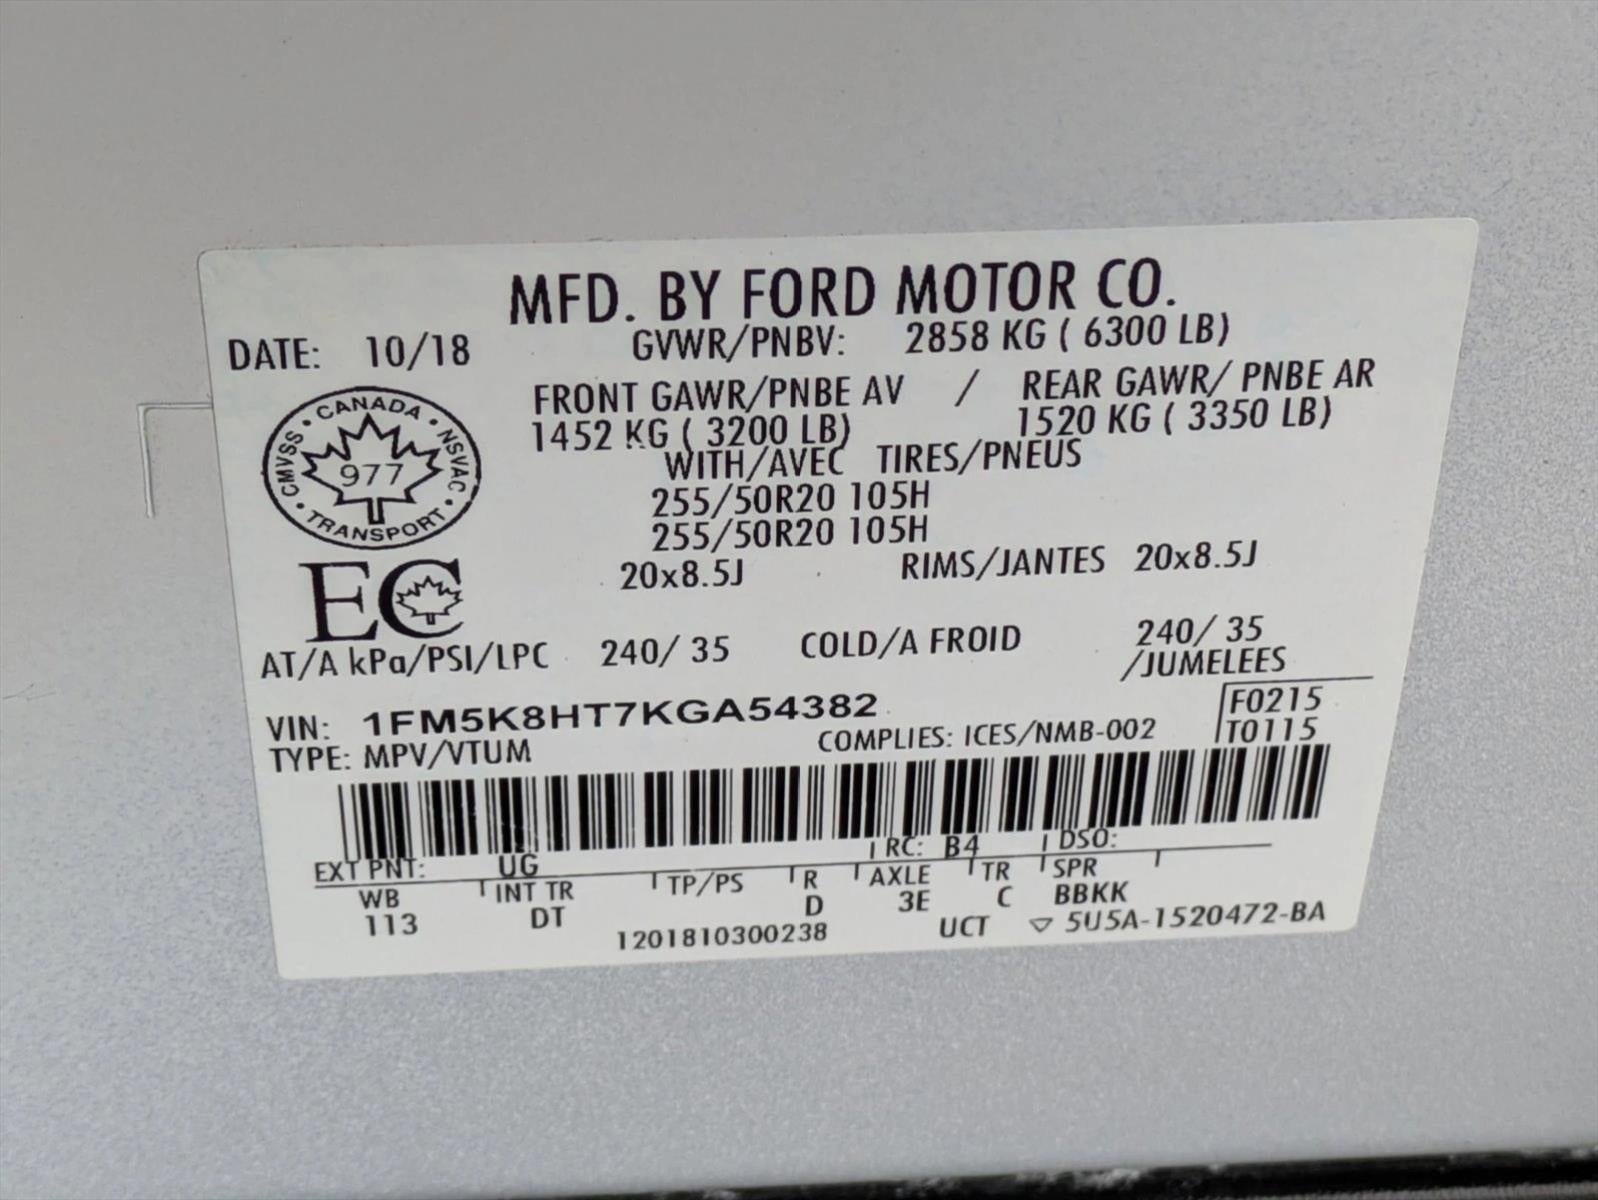 MFD. BY FORD MOTOR CO.
DATE: 10/18 GVWR/PNBV: 2858 KG ( 6300 LB)
FRONT GAWR/PNBE AV / REAR GAWR/ PNBE AR
1452 KG ( 3200 LB) 1520 KG ( 3350 LB)
WITH/AVEC TIRES/PNEUS
255/50R20 105H
255/50R20 105H
20x8.5J RIMS/JANTES 20x8.5J
CANADA
CMVSS 977 NSVAC
TRANSPORT
EC
AT/A kPa/PSI/LPC 240/ 35 COLD/A FROID 240/ 35
/JUMELEES
VIN: 1FM5K8HT7KGA54382 F0215
TYPE: MPV/VTUM COMPLIES: ICES/NMB-002 T0115
EXT PNT: UG RC: B4 DSO:
WB INT TR TP/PS R AXLE TR SPR
113 DT D 3E C BBKK
1201810300238 UCT ▽ 5U5A-1520472-BA